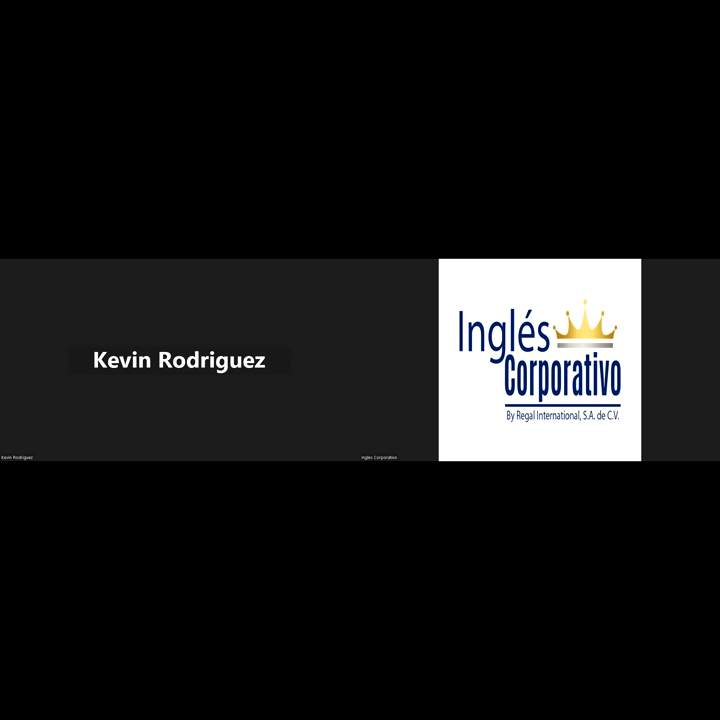 Kevin Rodriguez
Inglés
Corporativo
By Regal International, S.A. de C.V.
Kevin Rodriguez
Ingles Corporativo